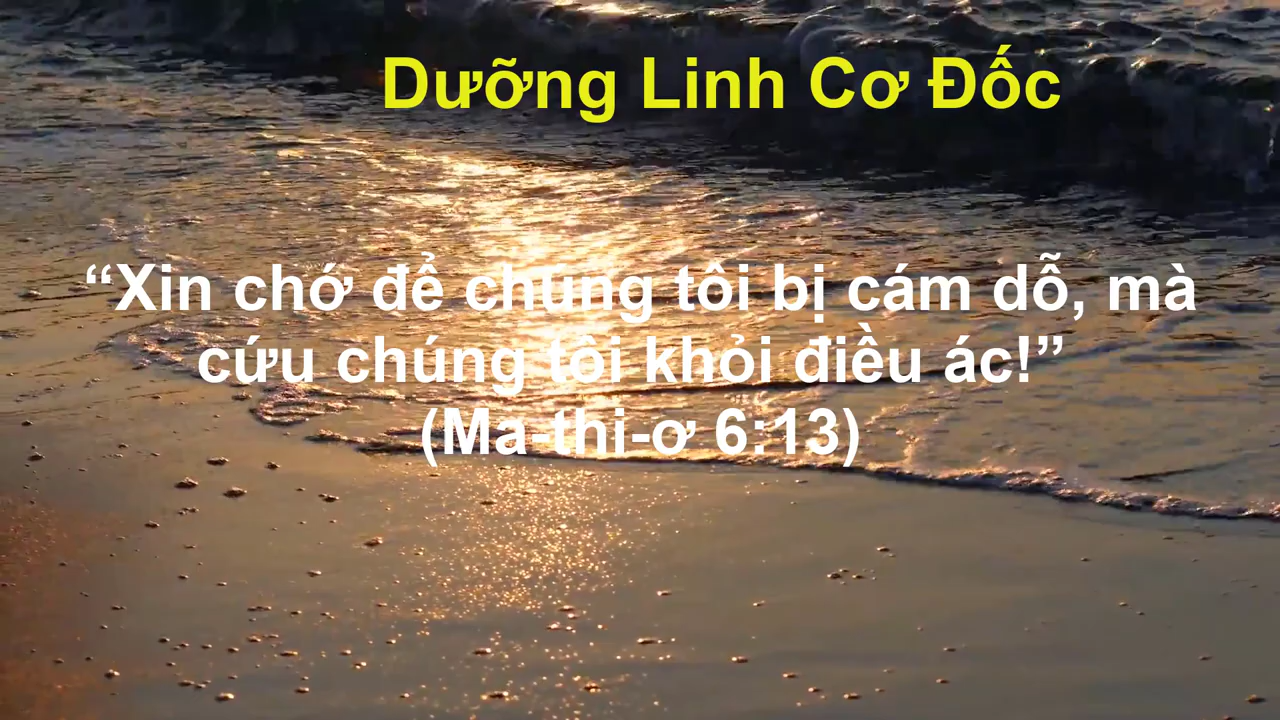 Dưỡng Linh Cơ Đốc
“Xin chớ để chúng tôi bị cám dỗ, mà
cứu chúng tôi khỏi điều ác!”
(Ma-thi-ơ 6:13)